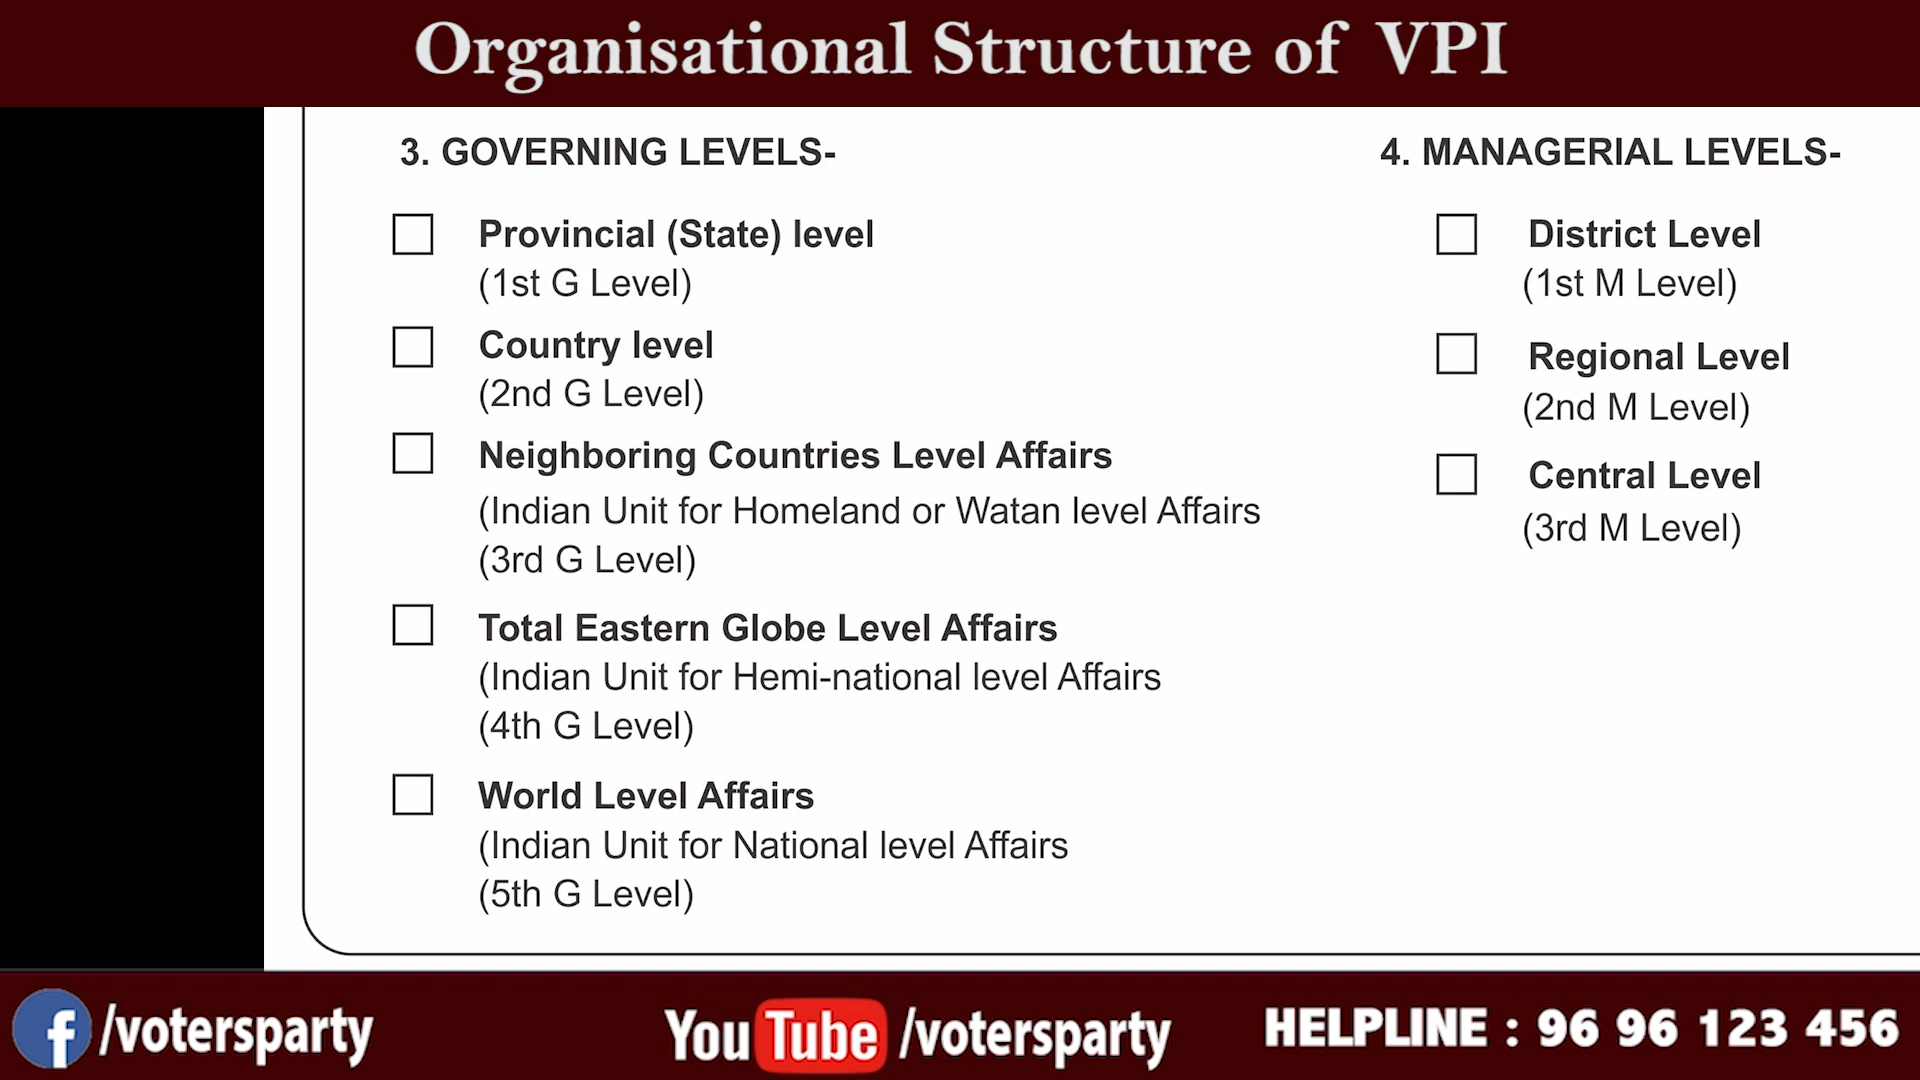 Organisational Structure of VPI
3. GOVERNING LEVELS-
Provincial (State) level
(1st G Level)
Country level
(2nd G Level)
Neighboring Countries Level Affairs
(Indian Unit for Homeland or Watan level Affairs
(3rd G Level)
Total Eastern Globe Level Affairs
(Indian Unit for Hemi-national level Affairs
(4th G Level)
World Level Affairs
(Indian Unit for National level Affairs
(5th G Level)
4. MANAGERIAL LEVELS-
District Level
(1st M Level)
Regional Level
(2nd M Level)
Central Level
(3rd M Level)
f /votersparty
YouTube /votersparty
HELPLINE : 96 96 123 456